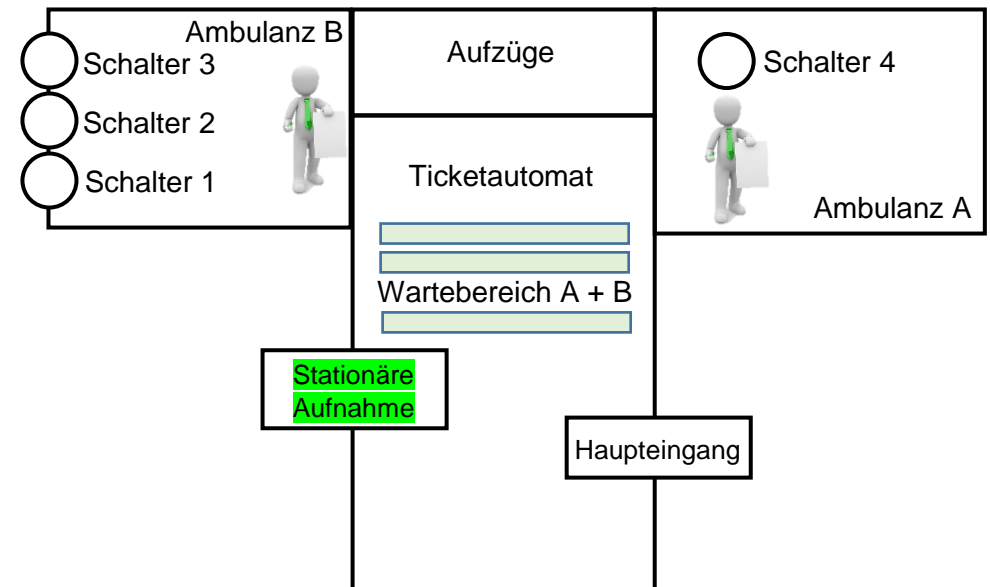 Ambulanz B
Schalter 3
Schalter 2
Schalter 1
Aufzüge
Ticketautomat
Wartebereich A + B
Schalter 4
Ambulanz A
Stationäre
Aufnahme
Haupteingang